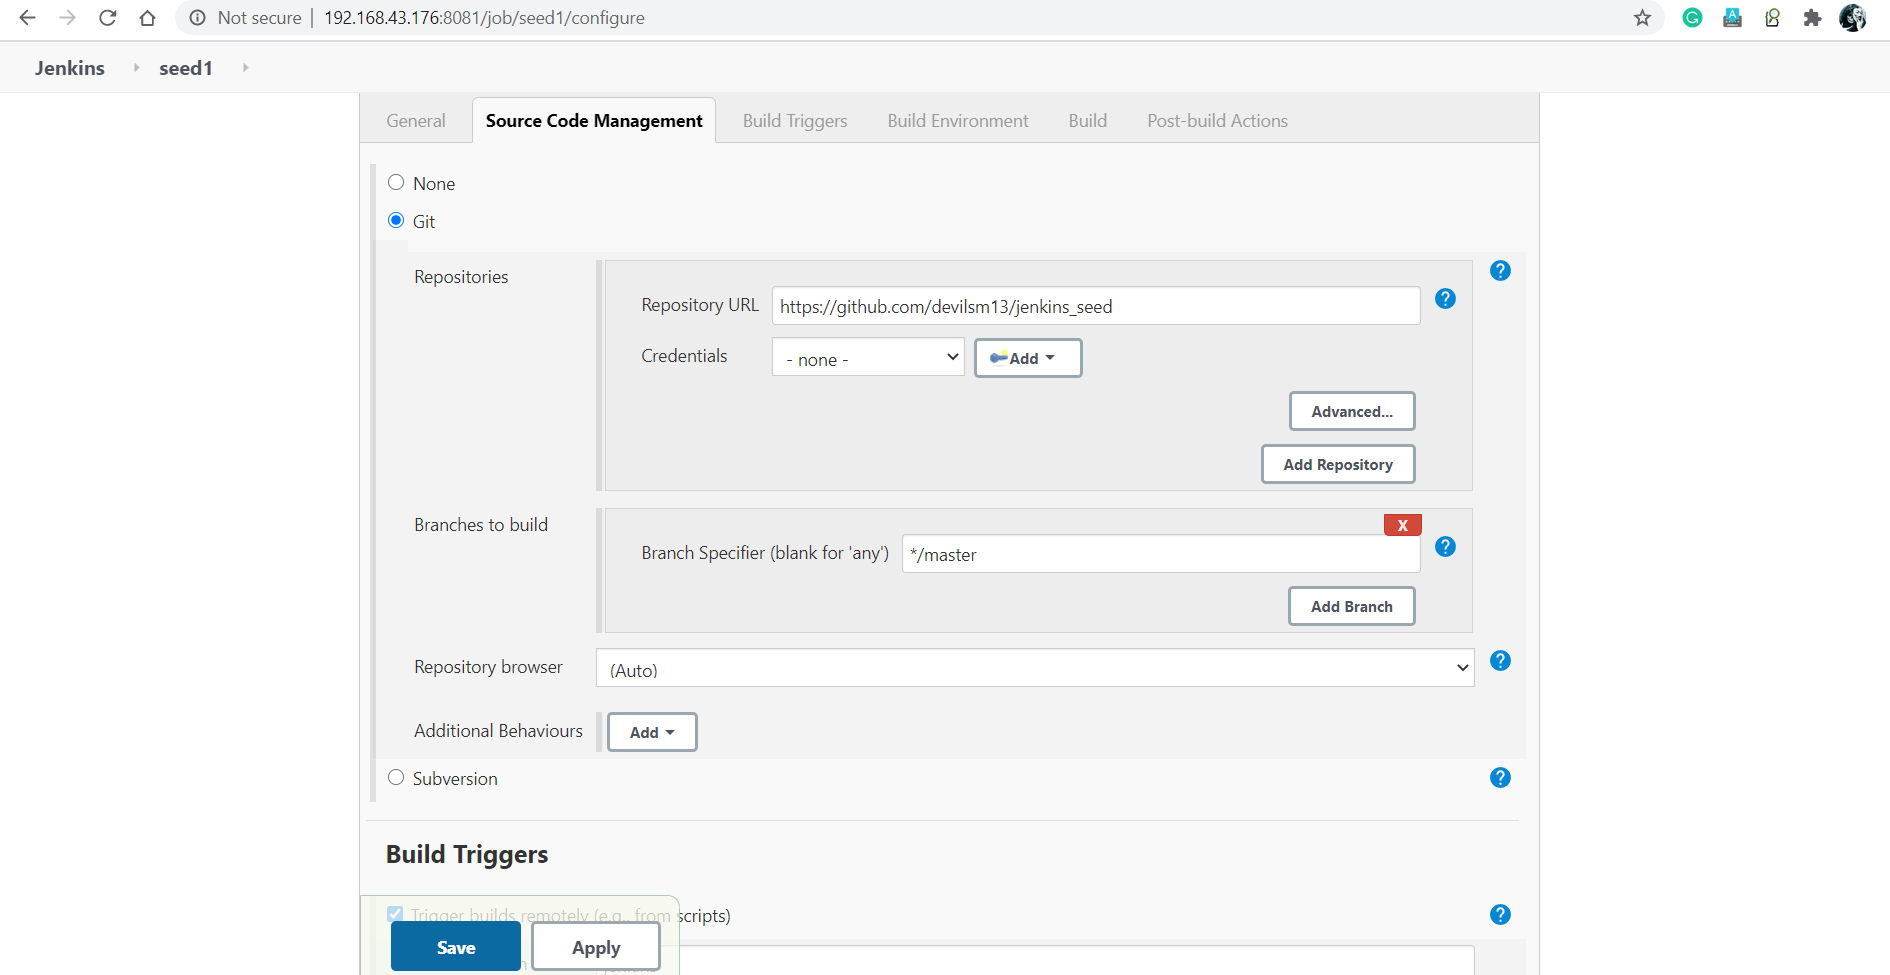 Not secure | 192.168.43.176:8081/job/seed1/configure
Jenkins seed1
General Source Code Management Build Triggers Build Environment Build Post-build Actions
None
Git
Repositories
Repository URL https://github.com/devilsm13/jenkins_seed
Credentials - none - Add
Advanced...
Add Repository
Branches to build
X
Branch Specifier (blank for 'any') */master
Add Branch
Repository browser (Auto)
Additional Behaviours Add
Subversion
Build Triggers
Trigger builds remotely (e.g., from scripts)
Save Apply